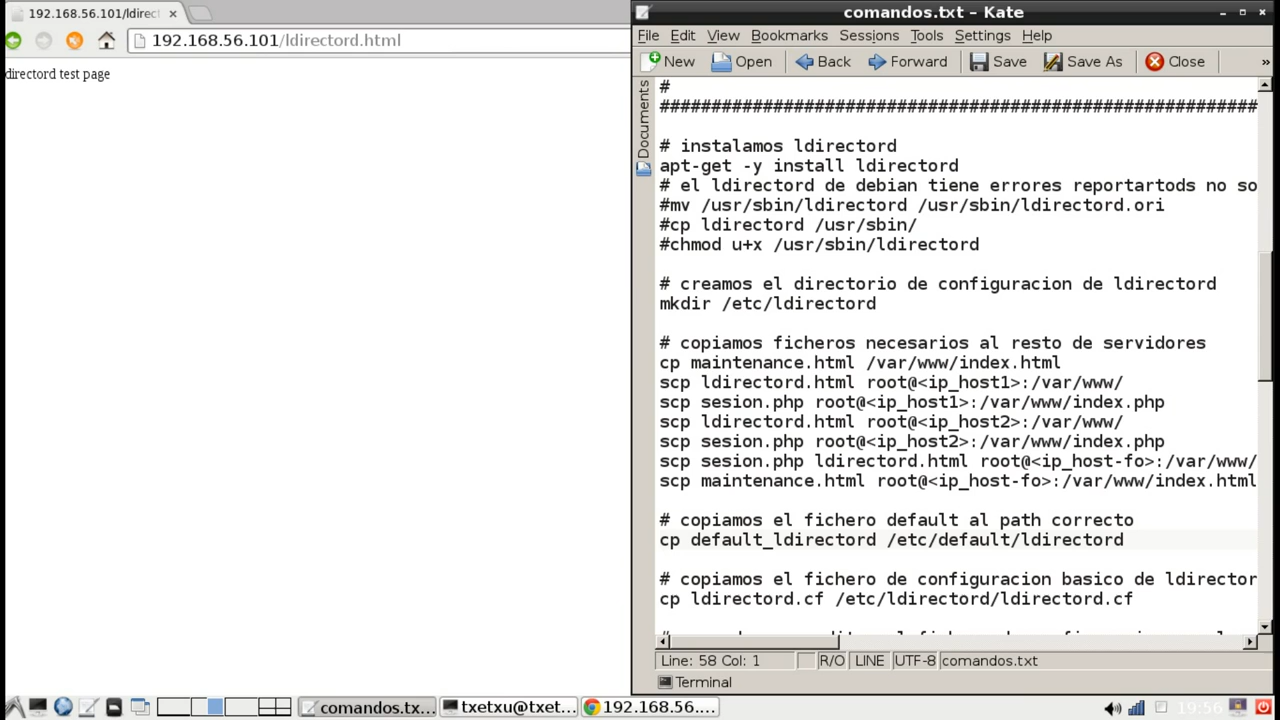 192.168.56.101/ldirect
192.168.56.101/ldirectord.html
directord test page
comandos.txt – Kate
File Edit View Bookmarks Sessions Tools Settings Help
New Open Back Forward Save Save As Close »
Documents
#
##########################################################
# instalamos ldirectord
apt-get -y install ldirectord
# el ldirectord de debian tiene errores reportartods no so
#mv /usr/sbin/ldirectord /usr/sbin/ldirectord.ori
#cp ldirectord /usr/sbin/
#chmod u+x /usr/sbin/ldirectord
# creamos el directorio de configuracion de ldirectord
mkdir /etc/ldirectord
# copiamos ficheros necesarios al resto de servidores
cp maintenance.html /var/www/index.html
scp ldirectord.html root@<ip_host1>:/var/www/
scp sesion.php root@<ip_host1>:/var/www/index.php
scp ldirectord.html root@<ip_host2>:/var/www/
scp sesion.php root@<ip_host2>:/var/www/index.php
scp sesion.php ldirectord.html root@<ip_host-fo>:/var/www/
scp maintenance.html root@<ip_host-fo>:/var/www/index.html
# copiamos el fichero default al path correcto
cp default_ldirectord /etc/default/ldirectord
# copiamos el fichero de configuracion basico de ldirector
cp ldirectord.cf /etc/ldirectord/ldirectord.cf
Line: 58 Col: 1 R/O LINE UTF-8 comandos.txt
Terminal
comandos.tx... txetxu@txet... 192.168.56.... 19:56